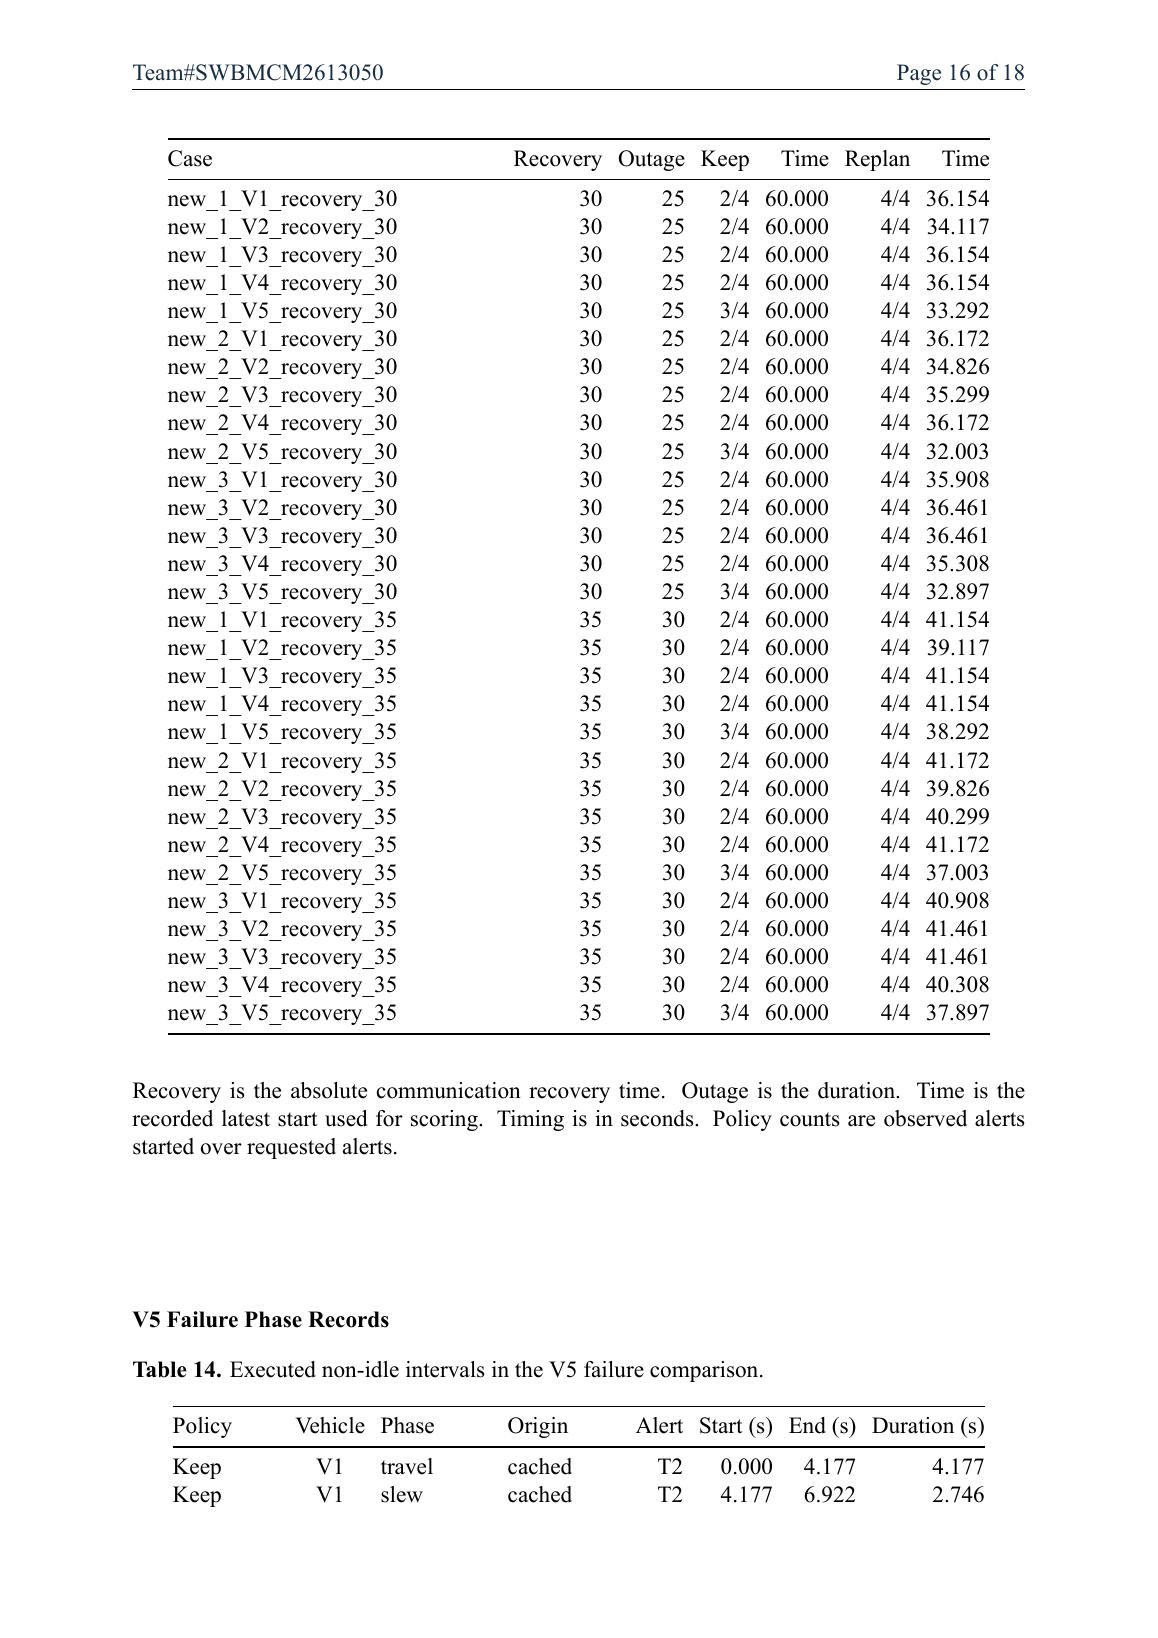 Team#SWBMCM2613050 Page 16 of 18
Case Recovery Outage Keep Time Replan Time
new_1_V1_recovery_30 30 25 2/4 60.000 4/4 36.154
new_1_V2_recovery_30 30 25 2/4 60.000 4/4 34.117
new_1_V3_recovery_30 30 25 2/4 60.000 4/4 36.154
new_1_V4_recovery_30 30 25 2/4 60.000 4/4 36.154
new_1_V5_recovery_30 30 25 3/4 60.000 4/4 33.292
new_2_V1_recovery_30 30 25 2/4 60.000 4/4 36.172
new_2_V2_recovery_30 30 25 2/4 60.000 4/4 34.826
new_2_V3_recovery_30 30 25 2/4 60.000 4/4 35.299
new_2_V4_recovery_30 30 25 2/4 60.000 4/4 36.172
new_2_V5_recovery_30 30 25 3/4 60.000 4/4 32.003
new_3_V1_recovery_30 30 25 2/4 60.000 4/4 35.908
new_3_V2_recovery_30 30 25 2/4 60.000 4/4 36.461
new_3_V3_recovery_30 30 25 2/4 60.000 4/4 36.461
new_3_V4_recovery_30 30 25 2/4 60.000 4/4 35.308
new_3_V5_recovery_30 30 25 3/4 60.000 4/4 32.897
new_1_V1_recovery_35 35 30 2/4 60.000 4/4 41.154
new_1_V2_recovery_35 35 30 2/4 60.000 4/4 39.117
new_1_V3_recovery_35 35 30 2/4 60.000 4/4 41.154
new_1_V4_recovery_35 35 30 2/4 60.000 4/4 41.154
new_1_V5_recovery_35 35 30 3/4 60.000 4/4 38.292
new_2_V1_recovery_35 35 30 2/4 60.000 4/4 41.172
new_2_V2_recovery_35 35 30 2/4 60.000 4/4 39.826
new_2_V3_recovery_35 35 30 2/4 60.000 4/4 40.299
new_2_V4_recovery_35 35 30 2/4 60.000 4/4 41.172
new_2_V5_recovery_35 35 30 3/4 60.000 4/4 37.003
new_3_V1_recovery_35 35 30 2/4 60.000 4/4 40.908
new_3_V2_recovery_35 35 30 2/4 60.000 4/4 41.461
new_3_V3_recovery_35 35 30 2/4 60.000 4/4 41.461
new_3_V4_recovery_35 35 30 2/4 60.000 4/4 40.308
new_3_V5_recovery_35 35 30 3/4 60.000 4/4 37.897
Recovery is the absolute communication recovery time. Outage is the duration. Time is the
recorded latest start used for scoring. Timing is in seconds. Policy counts are observed alerts
started over requested alerts.
V5 Failure Phase Records
Table 14. Executed non-idle intervals in the V5 failure comparison.
Policy Vehicle Phase Origin Alert Start (s) End (s) Duration (s)
Keep V1 travel cached T2 0.000 4.177 4.177
Keep V1 slew cached T2 4.177 6.922 2.746